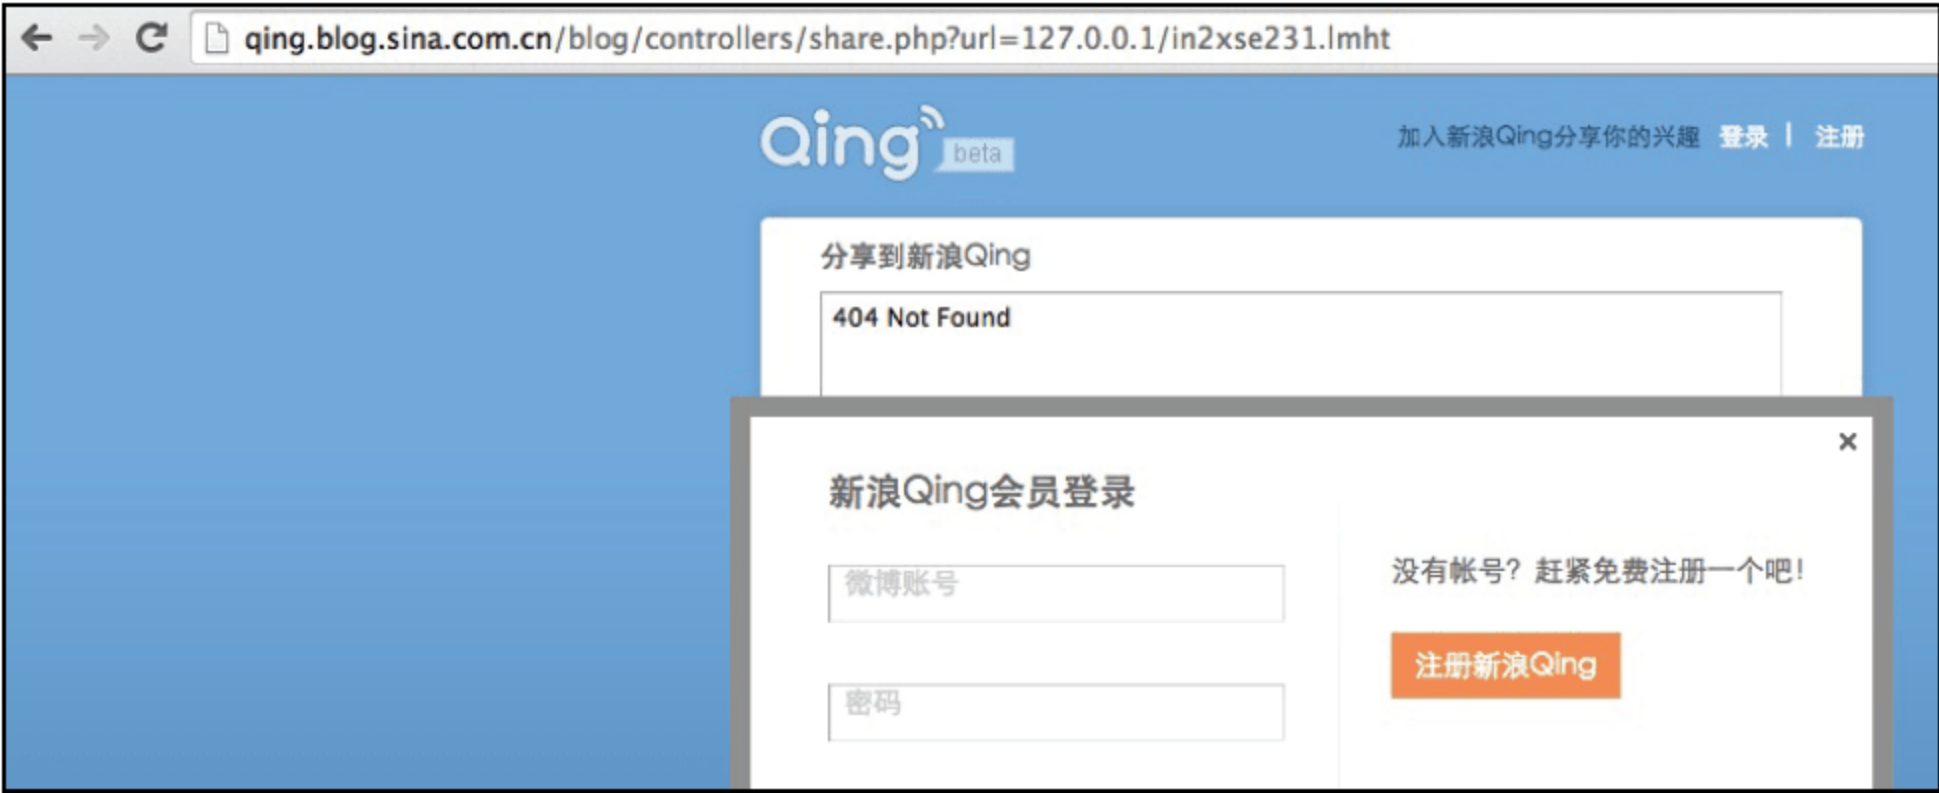 qing.blog.sina.com.cn/blog/controllers/share.php?url=127.0.0.1/in2xse231.lmht
Qing beta
加入新浪Qing分享你的兴趣 登录 | 注册
分享到新浪Qing
404 Not Found
新浪Qing会员登录
微博账号
没有帐号？赶紧免费注册一个吧！
注册新浪Qing
密码